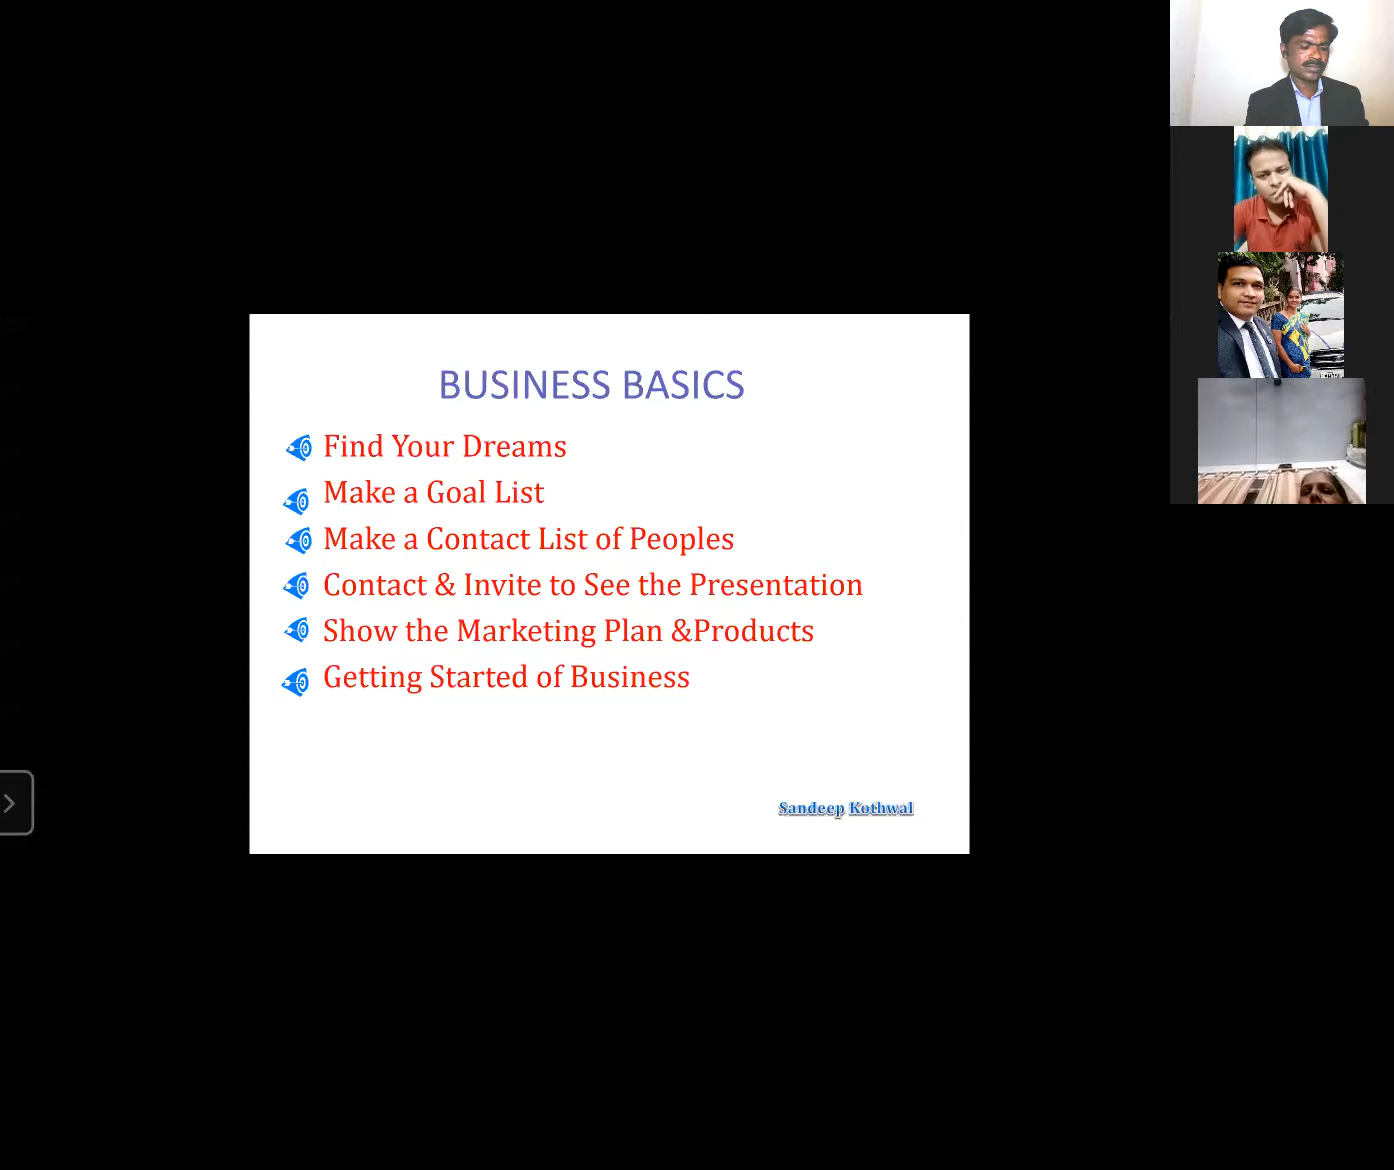 BUSINESS BASICS
Find Your Dreams
Make a Goal List
Make a Contact List of Peoples
Contact & Invite to See the Presentation
Show the Marketing Plan &Products
Getting Started of Business
Sandeep Kothwal